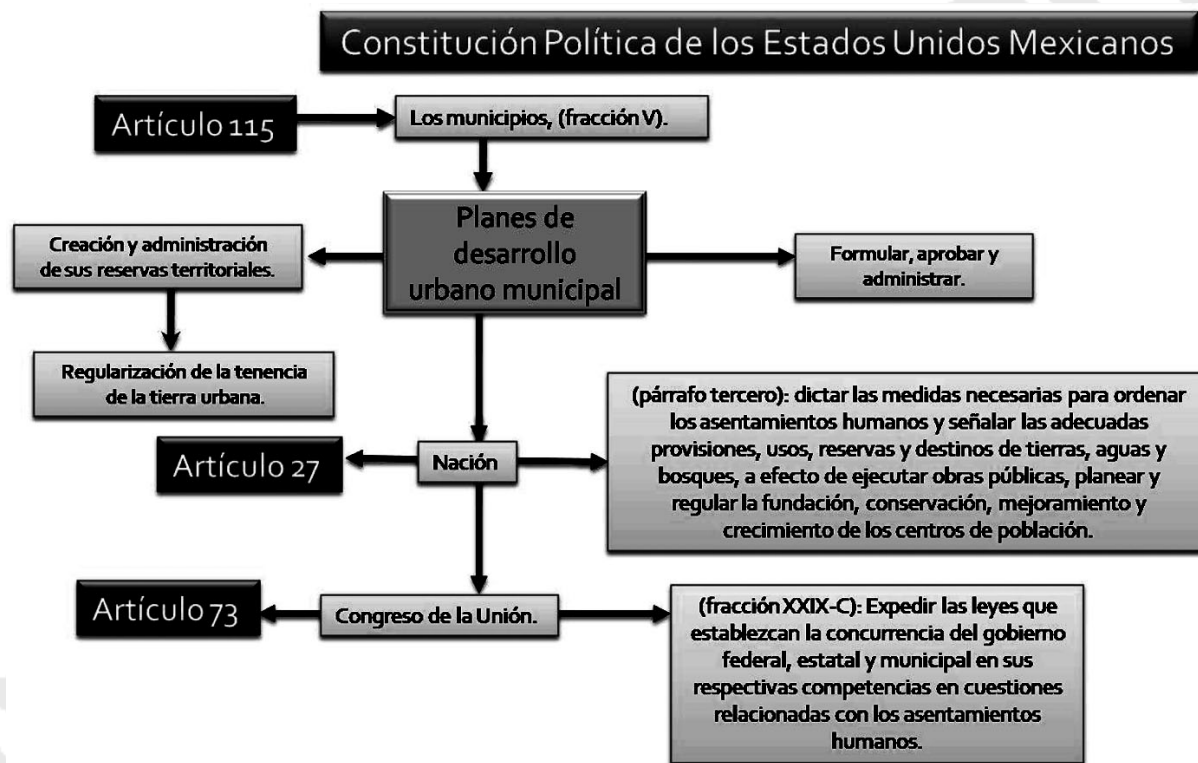 Constitución Política de los Estados Unidos Mexicanos
Artículo 115
Los municipios, (fracción V).
Planes de
desarrollo
urbano municipal
Creación y administración
de sus reservas territoriales.
Formular, aprobar y
administrar.
Regularización de la tenencia
de la tierra urbana.
(párrafo tercero): dictar las medidas necesarias para ordenar
los asentamientos humanos y señalar las adecuadas
provisiones, usos, reservas y destinos de tierras, aguas y
bosques, a efecto de ejecutar obras públicas, planear y
regular la fundación, conservación, mejoramiento y
crecimiento de los centros de población.
Artículo 27
Nación
Artículo 73
Congreso de la Unión.
(fracción XXIX-C): Expedir las leyes que
establezcan la concurrencia del gobierno
federal, estatal y municipal en sus
respectivas competencias en cuestiones
relacionadas con los asentamientos
humanos.